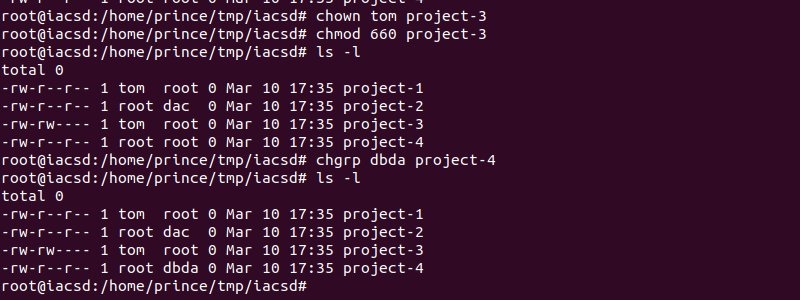 root@iacsd:/home/prince/tmp/iacsd# chown tom project-3
root@iacsd:/home/prince/tmp/iacsd# chmod 660 project-3
root@iacsd:/home/prince/tmp/iacsd# ls -l
total 0
-rw-r--r-- 1 tom  root 0 Mar 10 17:35 project-1
-rw-r--r-- 1 root dac  0 Mar 10 17:35 project-2
-rw-rw---- 1 tom  root 0 Mar 10 17:35 project-3
-rw-r--r-- 1 root root 0 Mar 10 17:35 project-4
root@iacsd:/home/prince/tmp/iacsd# chgrp dbda project-4
root@iacsd:/home/prince/tmp/iacsd# ls -l
total 0
-rw-r--r-- 1 tom  root 0 Mar 10 17:35 project-1
-rw-r--r-- 1 root dac  0 Mar 10 17:35 project-2
-rw-rw---- 1 tom  root 0 Mar 10 17:35 project-3
-rw-r--r-- 1 root dbda 0 Mar 10 17:35 project-4
root@iacsd:/home/prince/tmp/iacsd#